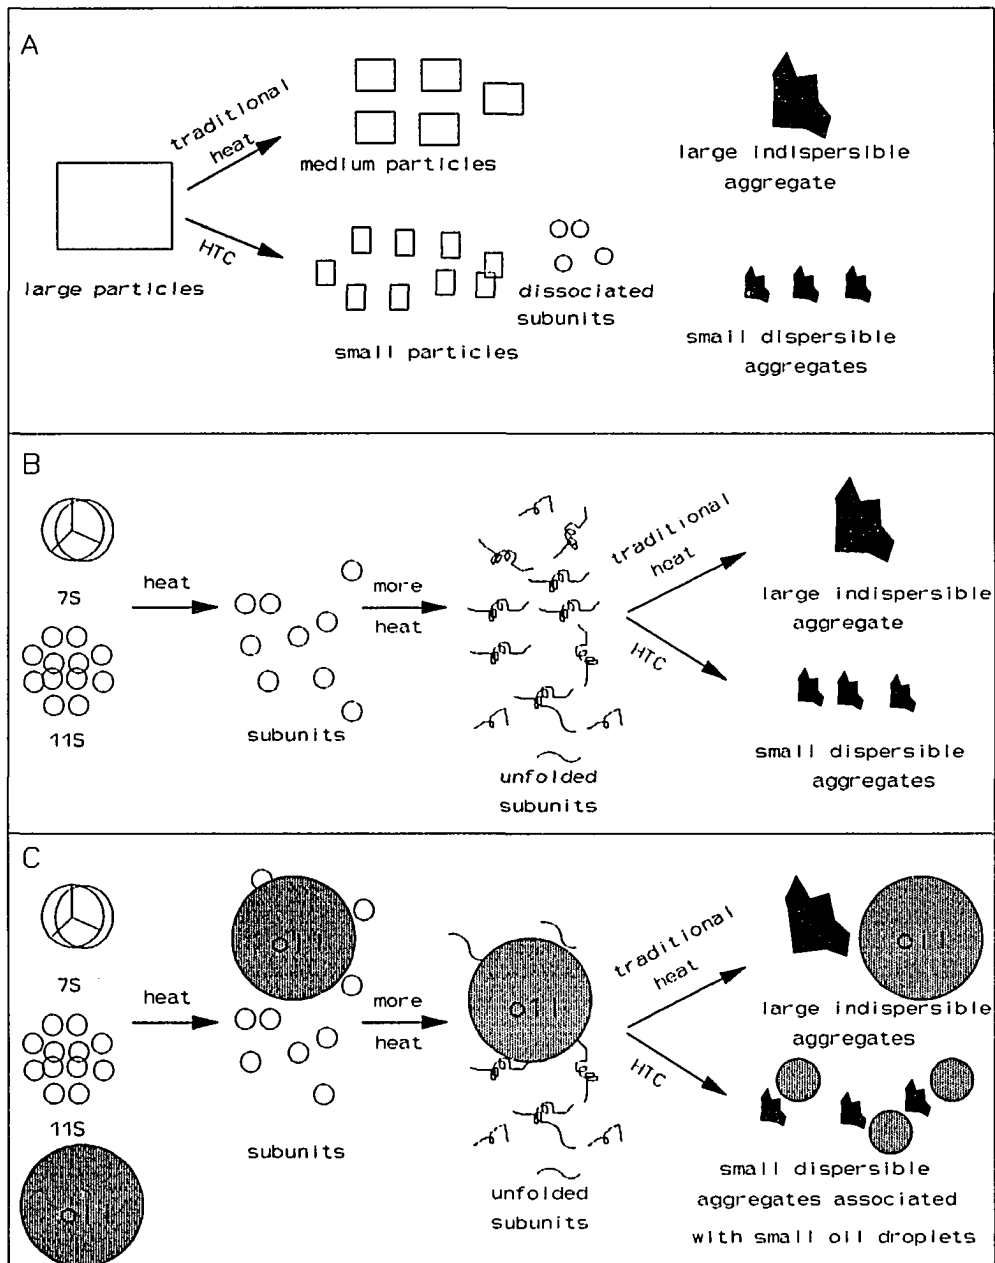 A
traditional
heat
medium particles
large indispersible
aggregate
large particles
HTC
small particles
dissociated
subunits
small dispersible
aggregates
B
7S
11S
heat
subunits
more
heat
unfolded
subunits
traditional
heat
HTC
large indispersible
aggregate
small dispersible
aggregates
C
7S
11S
oil
heat
oil
subunits
more
heat
oil
unfolded
subunits
traditional
heat
HTC
oil
large indispersible
aggregates
small dispersible
aggregates associated
with small oil droplets